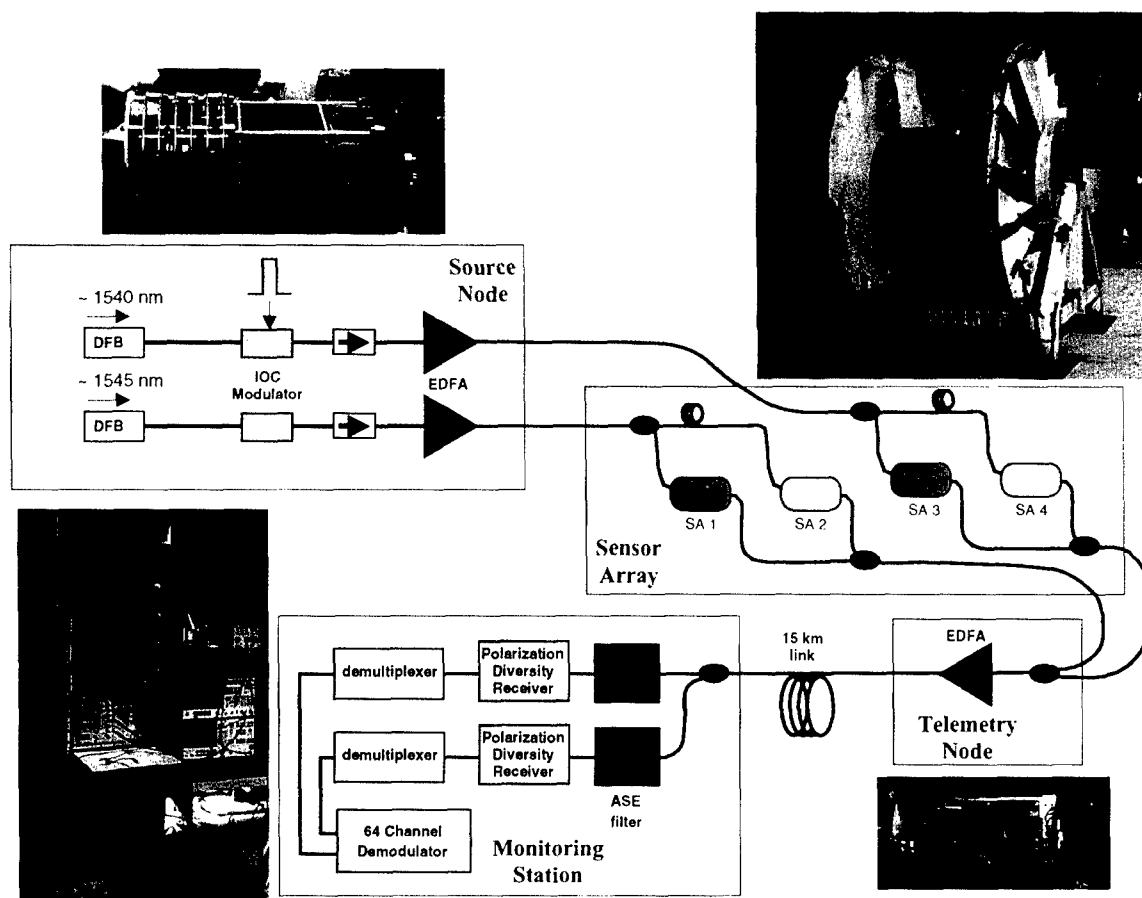 Source
Node
~ 1540 nm
DFB
IOC
Modulator
EDFA
~ 1545 nm
DFB
SA 1
SA 2
SA 3
SA 4
Sensor
Array
EDFA
Telemetry
Node
15 km
link
demultiplexer
Polarization
Diversity
Receiver
demultiplexer
Polarization
Diversity
Receiver
ASE
filter
64 Channel
Demodulator
Monitoring
Station